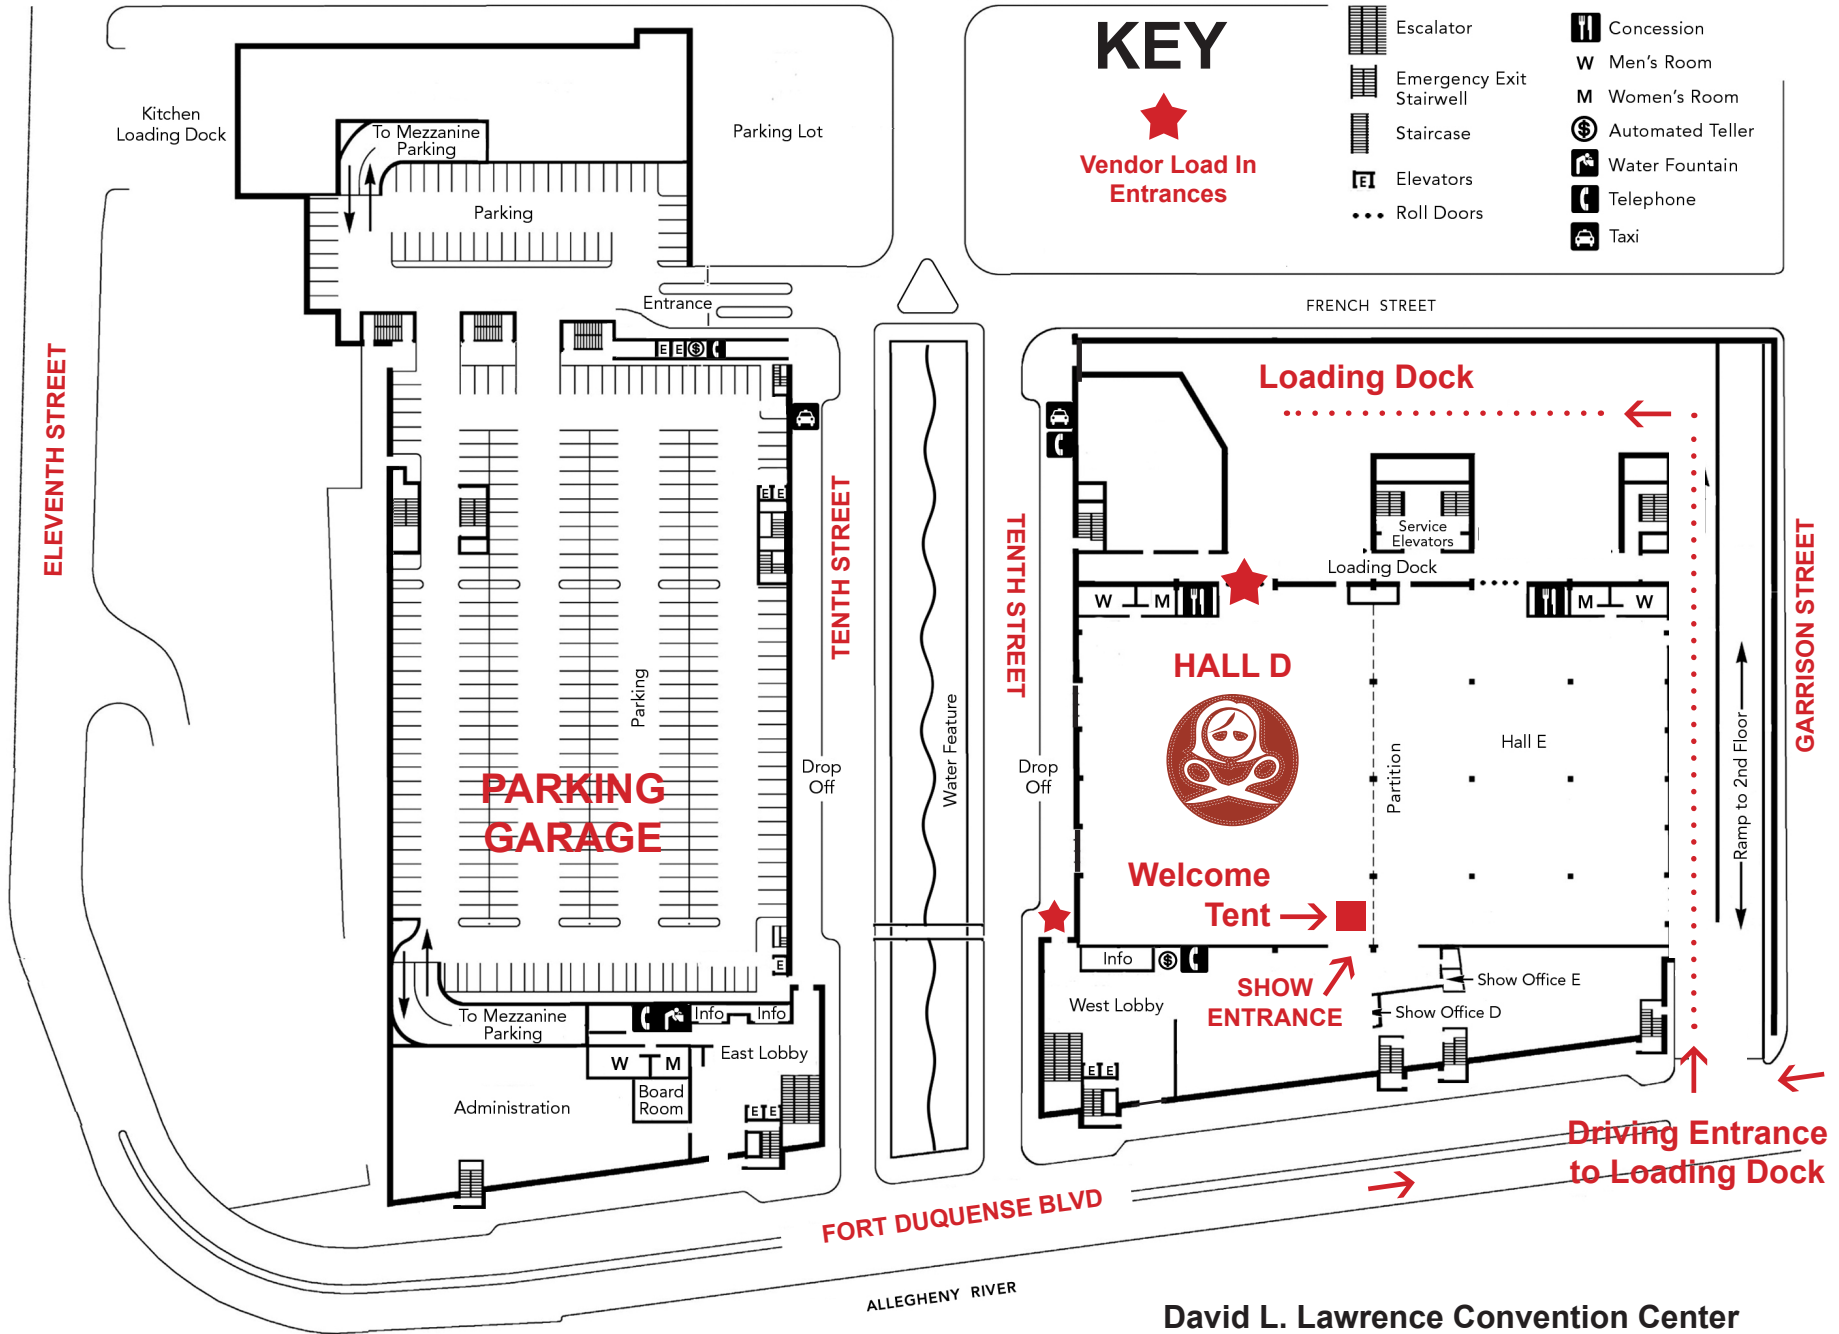 KEY
Vendor Load In
Entrances
Escalator
Emergency Exit
Stairwell
Staircase
E
Elevators
Roll Doors
Concession
W
Men's Room
M
Women's Room
$
Automated Teller
Water Fountain
Telephone
Taxi
Kitchen
Loading Dock
To Mezzanine
Parking
Parking Lot
Parking
Entrance
E
E
$
FRENCH STREET
ELEVENTH STREET
TENTH STREET
TENTH STREET
GARRISON STREET
Loading Dock
E
E
Service
Elevators
Loading Dock
W
M
M
W
HALL D
Parking
Water Feature
Partition
Hall E
Ramp to 2nd Floor
PARKING
GARAGE
Drop
Off
Drop
Off
Welcome
Tent
E
Info
$
SHOW
ENTRANCE
Show Office E
Show Office D
West Lobby
To Mezzanine
Parking
Info
Info
East Lobby
W
M
Board
Room
Administration
E
E
E
E
Driving Entrance
to Loading Dock
FORT DUQUENSE BLVD
ALLEGHENY RIVER
David L. Lawrence Convention Center